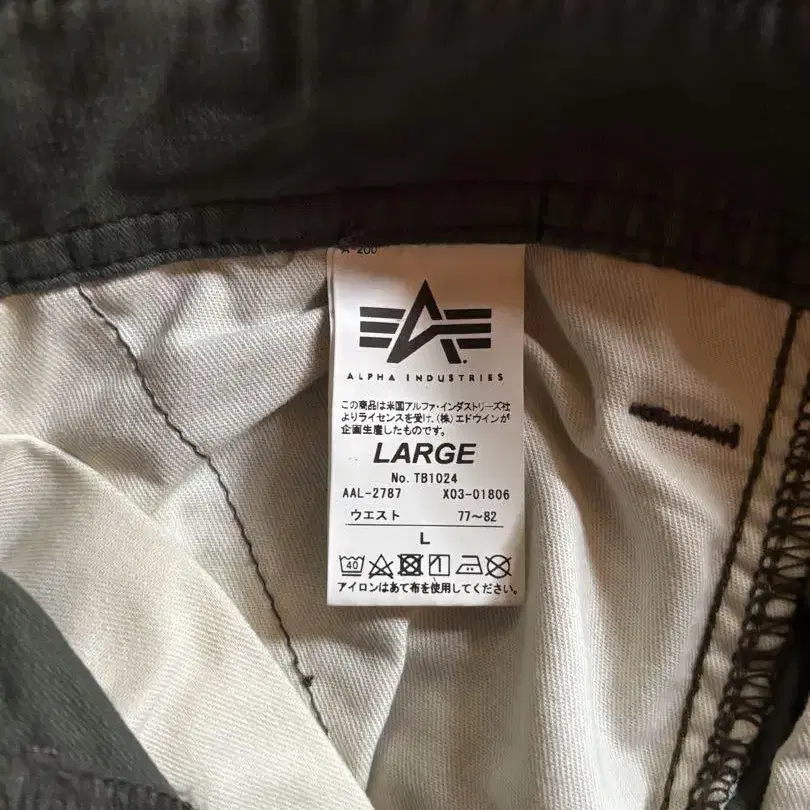 A-200
ALPHA INDUSTRIES
この商品は米国アルファ・インダストリーズ社
よりライセンスを受け、(株)エドウインが
企画生産したものです。
LARGE
No. TB1024
AAL-2787 X03-01806
ウエスト 77~82
L
40
アイロンはあて布を使用してください。